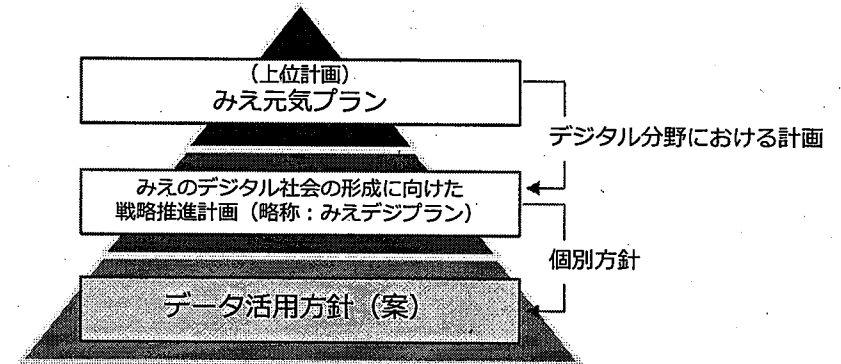 (上位計画)
みえ元気プラン
デジタル分野における計画
みえのデジタル社会の形成に向けた
戦略推進計画(略称:みえデジプラン)
個別方針
データ活用方針(案)